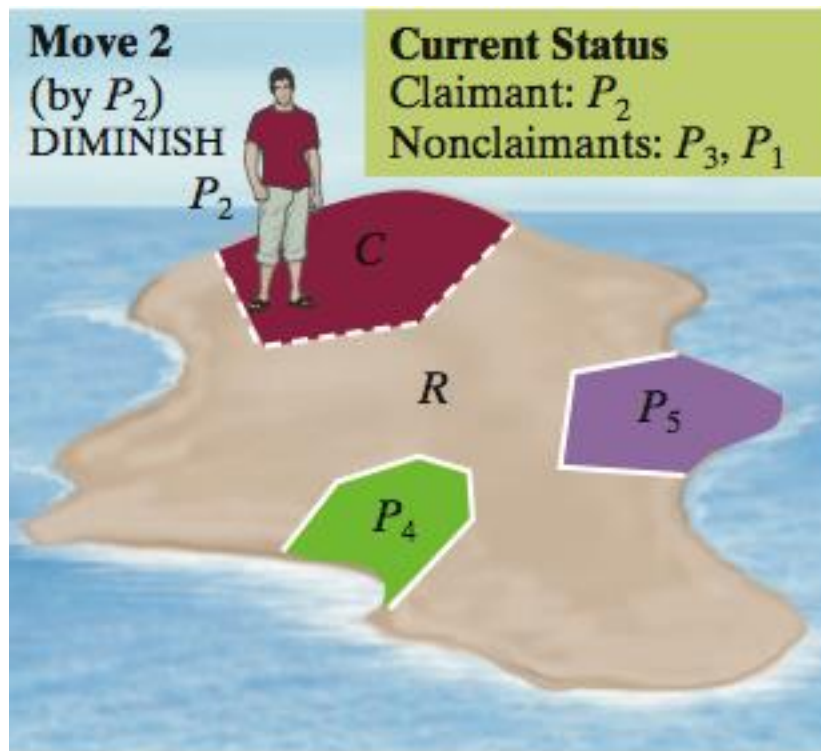 Move 2
(by P₂)
DIMINISH
Current Status
Claimant: P₂
Nonclaimants: P₃, P₁
P₂
C
R
P₅
P₄